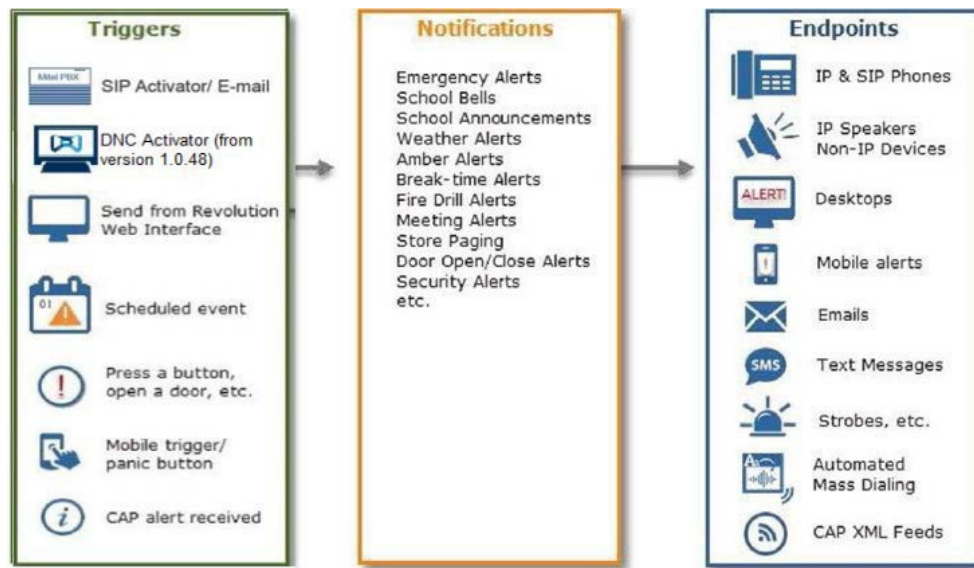 Triggers
Mitel PBX
SIP Activator/ E-mail
DNC Activator (from
version 1.0.48)
Send from Revolution
Web Interface
01
Scheduled event
!
Press a button,
open a door, etc.
Mobile trigger/
panic button
i
CAP alert received
Notifications
Emergency Alerts
School Bells
School Announcements
Weather Alerts
Amber Alerts
Break-time Alerts
Fire Drill Alerts
Meeting Alerts
Store Paging
Door Open/Close Alerts
Security Alerts
etc.
Endpoints
IP & SIP Phones
IP Speakers
Non-IP Devices
ALERT!
Desktops
!
Mobile alerts
Emails
SMS
Text Messages
Strobes, etc.
A
Automated
Mass Dialing
CAP XML Feeds